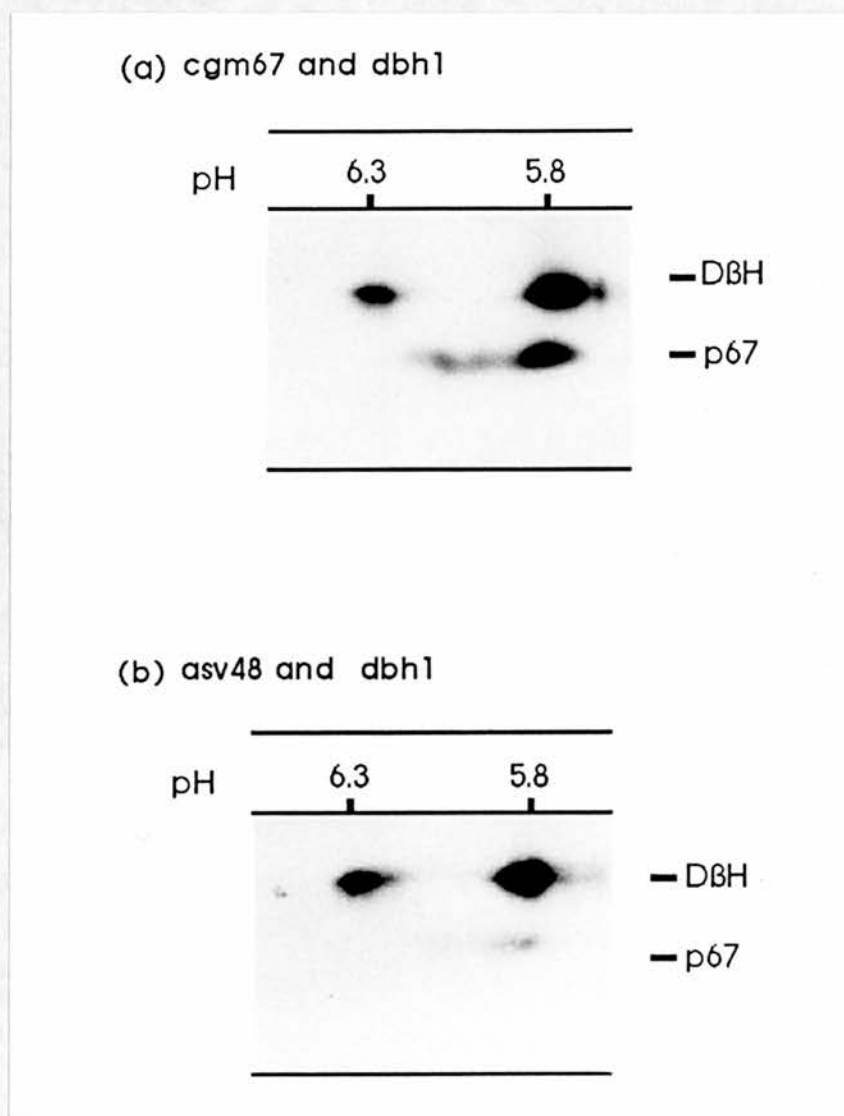 (a) cgm67 and dbh1
pH 6.3 5.8
DβH
p67
(b) asv48 and dbh1
pH 6.3 5.8
DβH
p67